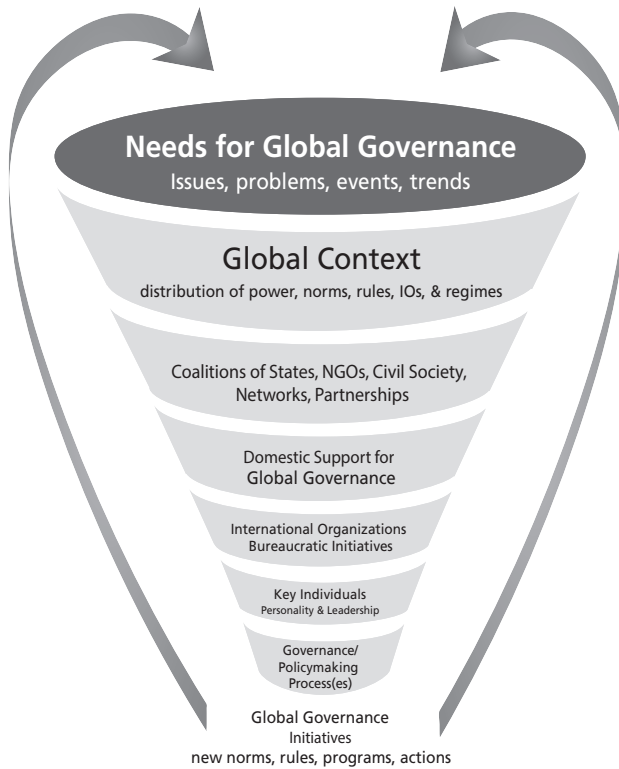 Needs for Global Governance
Issues, problems, events, trends
Global Context
distribution of power, norms, rules, IOs, & regimes
Coalitions of States, NGOs, Civil Society,
Networks, Partnerships
Domestic Support for
Global Governance
International Organizations
Bureaucratic Initiatives
Key Individuals
Personality & Leadership
Governance/
Policymaking
Process(es)
Global Governance
Initiatives
new norms, rules, programs, actions